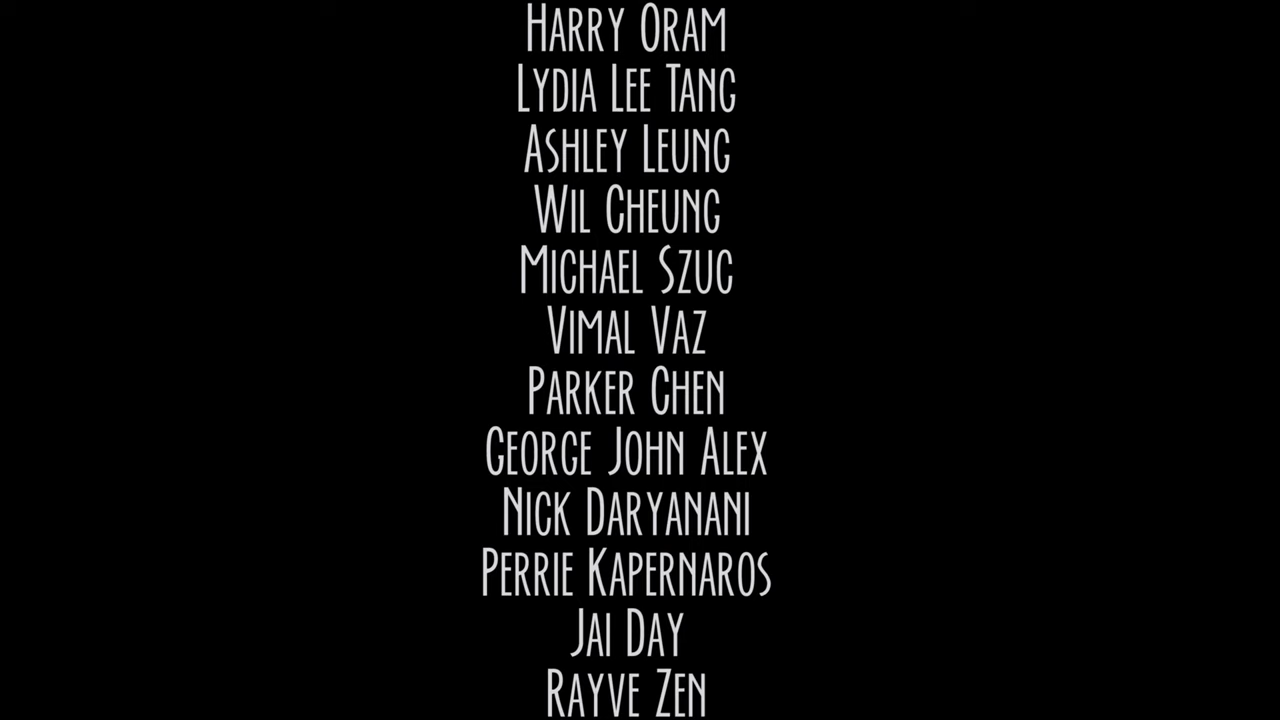 Harry Oram
Lydia Lee Tang
Ashley Leung
Wil Cheung
Michael Szuc
Vimal Vaz
Parker Chen
George John Alex
Nick Daryanani
Perrie Kapernaros
Jai Day
Rayve Zen